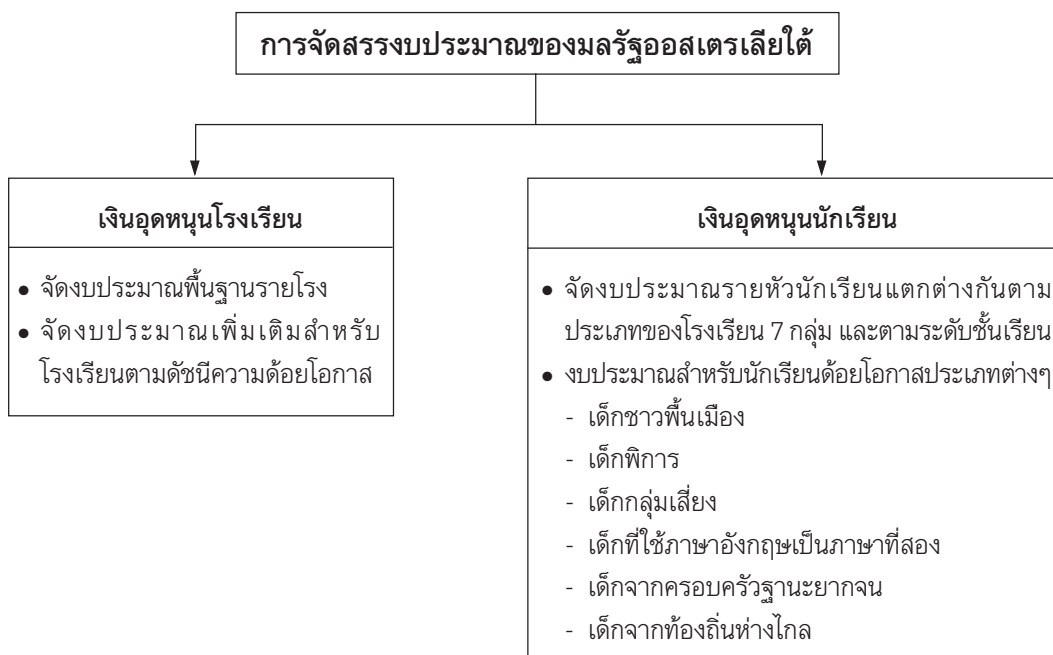 การจัดสรรงบประมาณของมลรัฐออสเตรเลียใต้
เงินอุดหนุนโรงเรียน
● จัดงบประมาณพื้นฐานรายโรง
● จัดงบประมาณเพิ่มเติมสำหรับ
โรงเรียนตามดัชนีความด้อยโอกาส
เงินอุดหนุนนักเรียน
● จัดงบประมาณรายหัวนักเรียนแตกต่างกันตาม
ประเภทของโรงเรียน 7 กลุ่ม และตามระดับชั้นเรียน
● งบประมาณสำหรับนักเรียนด้อยโอกาสประเภทต่างๆ
- เด็กชาวพื้นเมือง
- เด็กพิการ
- เด็กกลุ่มเสี่ยง
- เด็กที่ใช้ภาษาอังกฤษเป็นภาษาที่สอง
- เด็กจากครอบครัวฐานะยากจน
- เด็กจากท้องถิ่นห่างไกล